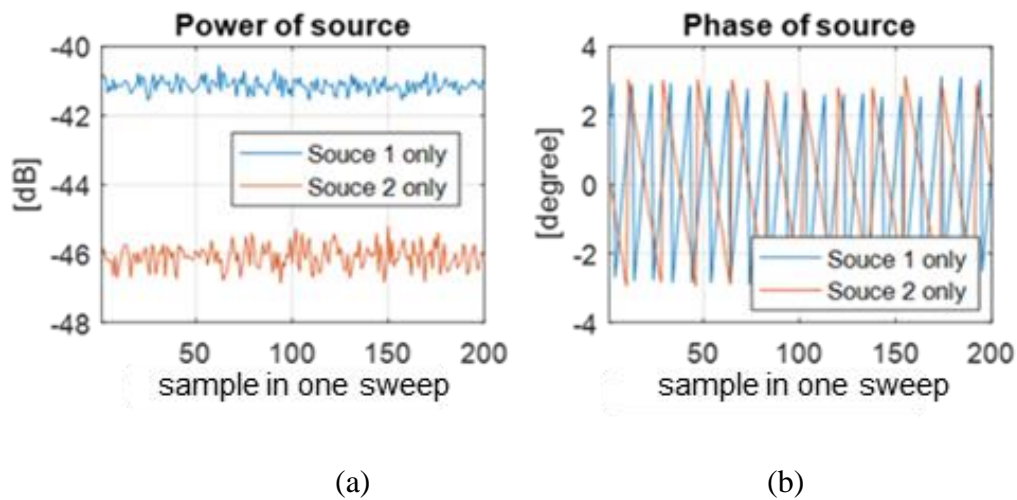 Power of source
-40
-42
-44
-46
-48
[dB]
Souce 1 only
Souce 2 only
50 100 150 200
sample in one sweep
(a)
Phase of source
4
2
0
-2
-4
[degree]
Souce 1 only
Souce 2 only
50 100 150 200
sample in one sweep
(b)